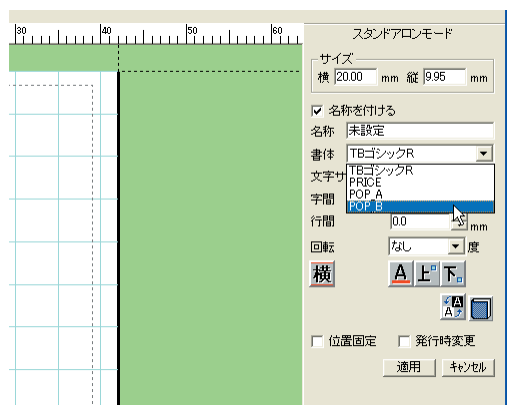 30 40 50 60
スタンドアロンモード
サイズ
横 20.00 mm 縦 9.95 mm
名称を付ける
名称 未設定
書体 TBゴシックR
TBゴシックR
PRICE
POP_A
POP_B
文字サ
字間
行間 0.0 mm
回転 なし 度
横 A 上 下
A A
位置固定 発行時変更
適用 キャンセル